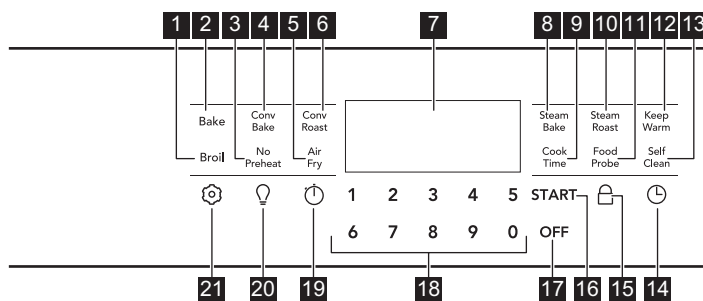 1 2 3 4 5 6 7 8 9 10 11 12 13
Bake Conv Bake Conv Roast Steam Bake Steam Roast Keep Warm
Broil No Preheat Air Fry Cook Time Food Probe Self Clean
1 2 3 4 5 START
6 7 8 9 0 OFF
21 20 19 18 17 16 15 14